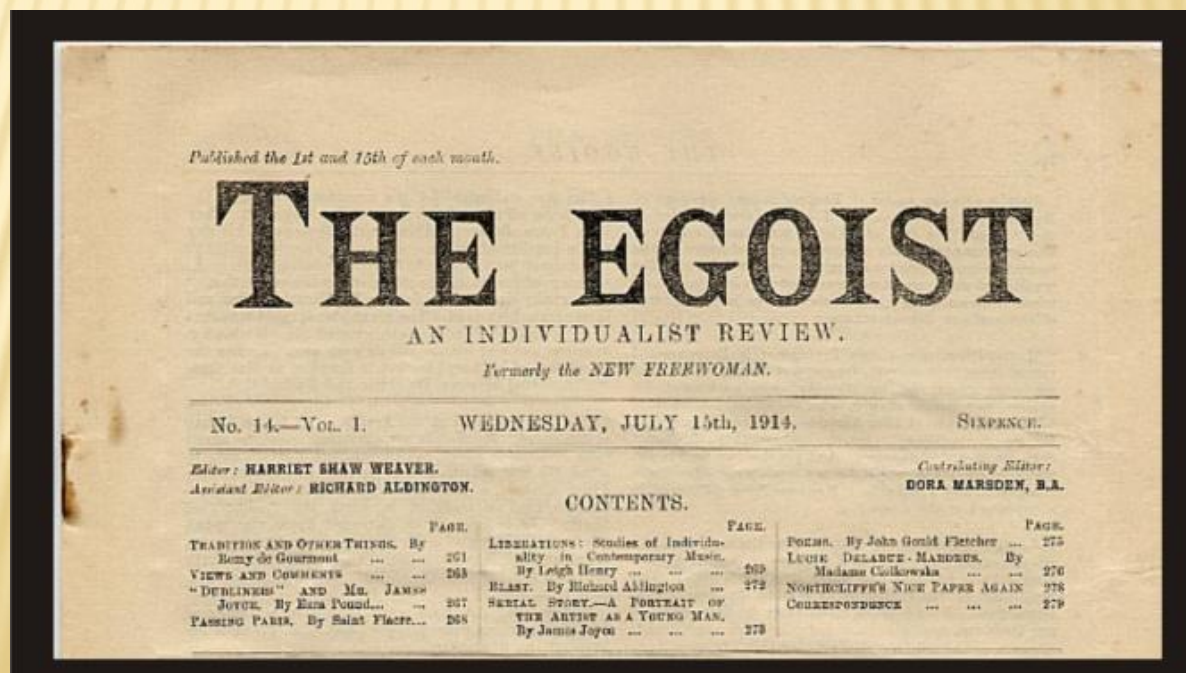 Published the 1st and 15th of each month.
THE EGOIST
AN INDIVIDUALIST REVIEW.
Formerly the NEW FREEWOMAN.
No. 14.—VOL. I.
WEDNESDAY, JULY 15th, 1914.
SIXPENCE.
Editor: HARRIET SHAW WEAVER.
Assistant Editor: RICHARD ALDINGTON.
Contributing Editor:
DORA MARSDEN, B.A.
CONTENTS.
PAGE.
TRADITION AND OTHER THINGS. By
Remy de Gourmont ... ... 261
VIEWS AND COMMENTS ... ... 263
"DUBLINERS" AND MR. JAMES
JOYCE. By Ezra Pound... ... 267
PASSING PARIS. By Saint Fiacre... 268
PAGE.
LIBERATIONS: Studies of Individu-
ality in Contemporary Music.
By Leigh Henry ... ... ... 269
BLAST. By Richard Aldington ... 272
SERIAL STORY.—A PORTRAIT OF
THE ARTIST AS A YOUNG MAN.
By James Joyce ... ... ... 273
PAGE.
POEMS. By John Gould Fletcher ... 275
LUCIE DELARUE-MARDRUS. By
Madame Ciolkowska ... ... 276
NORTHCLIFFE'S NICE PAPER AGAIN 278
CORRESPONDENCE ... ... ... 279